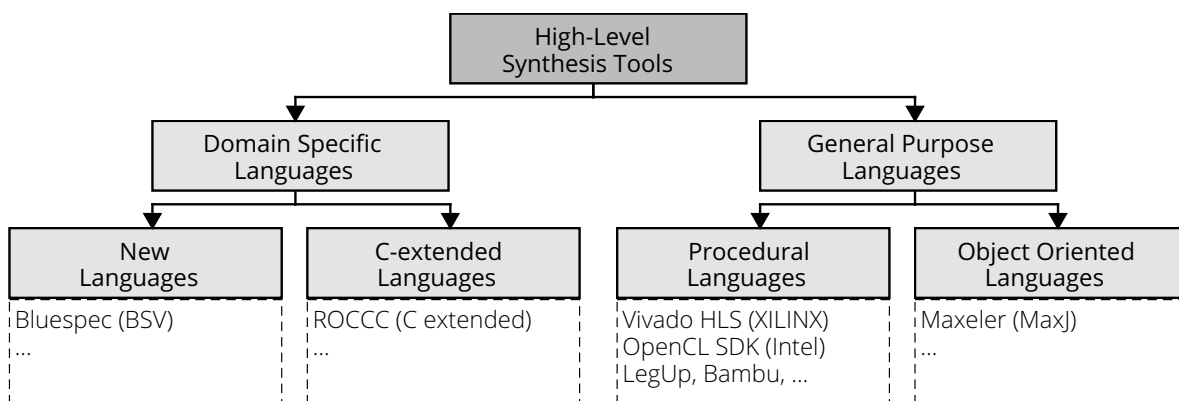 High-Level
Synthesis Tools
Domain Specific
Languages
General Purpose
Languages
New
Languages
C-extended
Languages
Procedural
Languages
Object Oriented
Languages
Bluespec (BSV)
...
ROCCC (C extended)
...
Vivado HLS (XILINX)
OpenCL SDK (Intel)
LegUp, Bambu, ...
Maxeler (MaxJ)
...